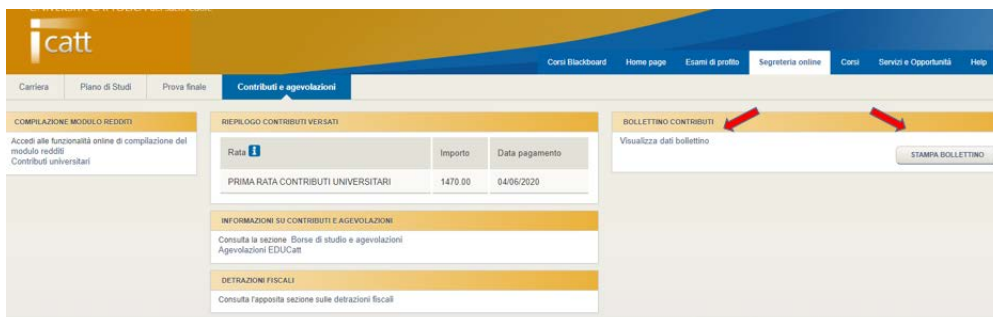 icatt
Corsi Blackboard Home page Esami di profitto Segreteria online Corsi Servizi e Opportunità Help
Carriera Piano di Studi Prova finale Contributi e agevolazioni
COMPILAZIONE MODULO REDDITI
Accedi alle funzionalità online di compilazione del
modulo redditi
Contributi universitari
RIEPILOGO CONTRIBUTI VERSATI
Rata i Importo Data pagamento
PRIMA RATA CONTRIBUTI UNIVERSITARI 1470.00 04/06/2020
INFORMAZIONI SU CONTRIBUTI E AGEVOLAZIONI
Consulta la sezione Borse di studio e agevolazioni
Agevolazioni EDUCatt
DETRAZIONI FISCALI
Consulta l'apposita sezione sulle detrazioni fiscali
BOLLETTINO CONTRIBUTI
Visualizza dati bollettino
STAMPA BOLLETTINO